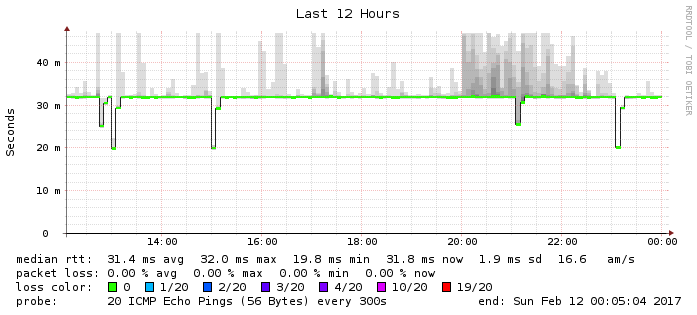 Last 12 Hours
RRDTOOL / TOBI OETIKER
Seconds
40 m
30 m
20 m
10 m
0
14:00 16:00 18:00 20:00 22:00 00:00
median rtt: 31.4 ms avg 32.0 ms max 19.8 ms min 31.8 ms now 1.9 ms sd 16.6 am/s
packet loss: 0.00 % avg 0.00 % max 0.00 % min 0.00 % now
loss color: 0 1/20 2/20 3/20 4/20 10/20 19/20
probe: 20 ICMP Echo Pings (56 Bytes) every 300s end: Sun Feb 12 00:05:04 2017